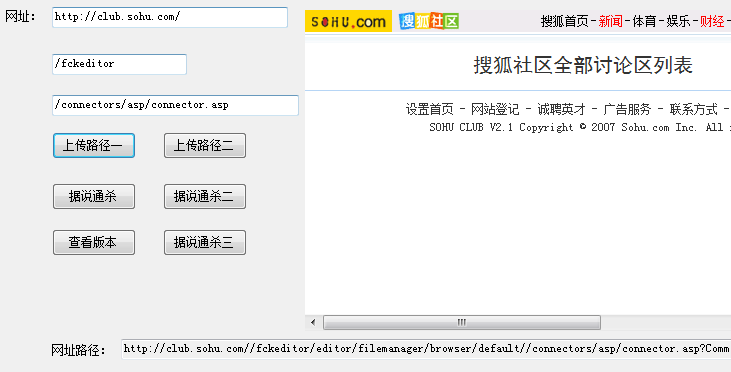 网址: http://club.sohu.com/
/fckeditor
/connectors/asp/connector.asp
上传路径一 上传路径二
据说通杀 据说通杀二
查看版本 据说通杀三
SOHU.com 搜狐社区 搜狐首页 - 新闻 - 体育 - 娱乐 - 财经 -
搜狐社区全部讨论区列表
设置首页 - 网站登记 - 诚聘英才 - 广告服务 - 联系方式 -
SOHU CLUB V2.1 Copyright © 2007 Sohu.com Inc. All r
网址路径: http://club.sohu.com//fckeditor/editor/filemanager/browser/default//connectors/asp/connector.asp?Comm